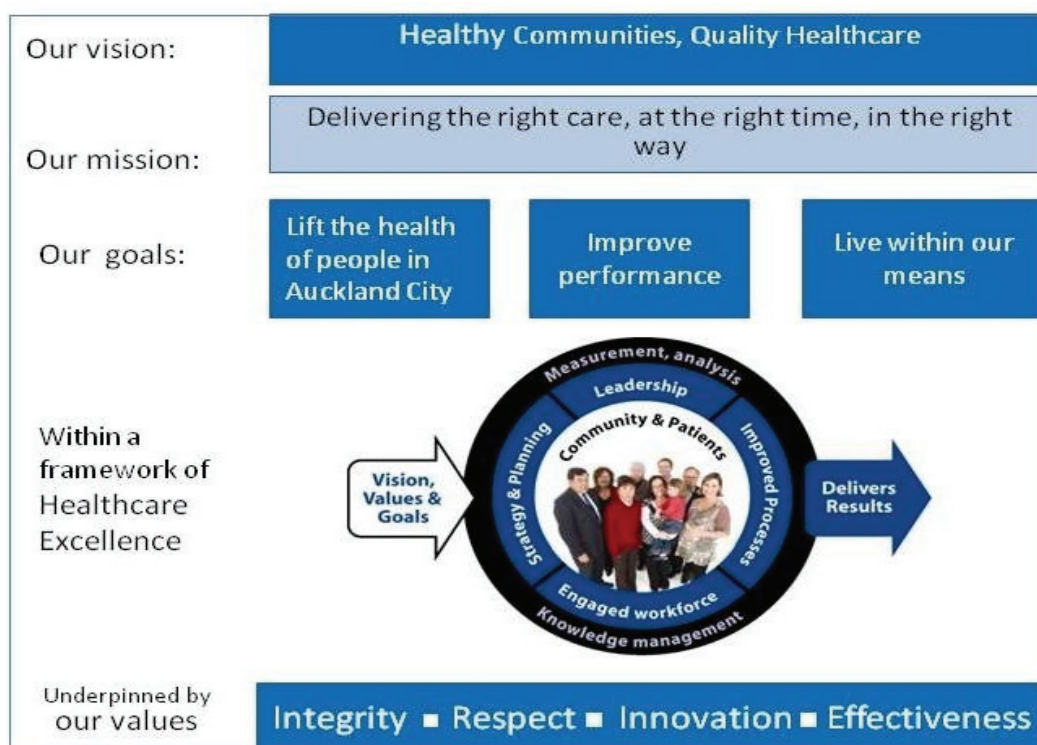 Our vision:
Healthy Communities, Quality Healthcare
Our mission:
Delivering the right care, at the right time, in the right
way
Our goals:
Lift the health
of people in
Auckland City
Improve
performance
Live within our
means
Within a
framework of
Healthcare
Excellence
Vision,
Values &
Goals
Measurement, analysis
Leadership
Community & Patients
Strategy & Planning
Improved Processes
Engaged workforce
Knowledge management
Delivers
Results
Underpinned by
our values
Integrity ▪ Respect ▪ Innovation ▪ Effectiveness